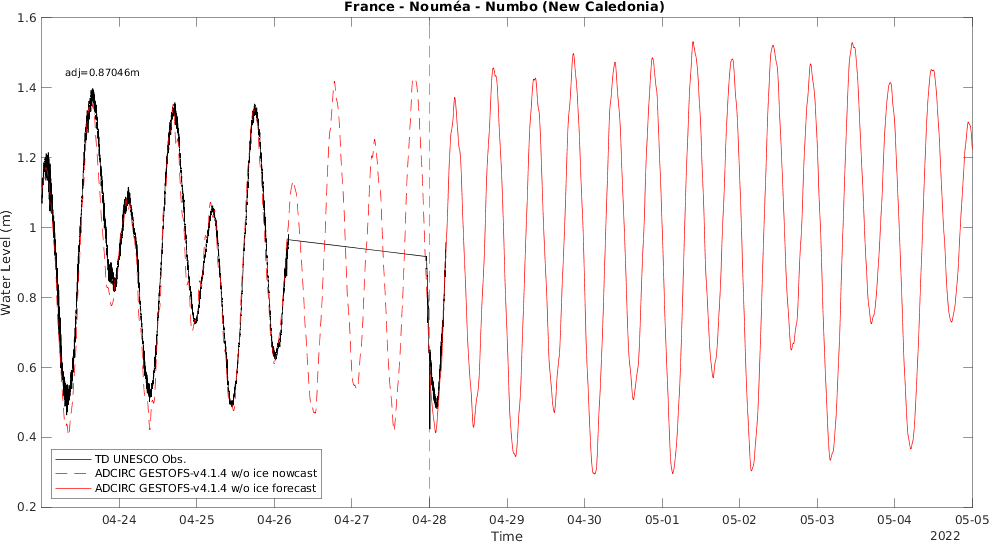 France - Nouméa - Numbo (New Caledonia)
1.6
1.4
1.2
1
0.8
0.6
0.4
0.2
Water Level (m)
adj=0.87046m
TD UNESCO Obs.
ADCIRC GESTOFS-v4.1.4 w/o ice nowcast
ADCIRC GESTOFS-v4.1.4 w/o ice forecast
04-24 04-25 04-26 04-27 04-28 04-29 04-30 05-01 05-02 05-03 05-04 05-05
Time
2022